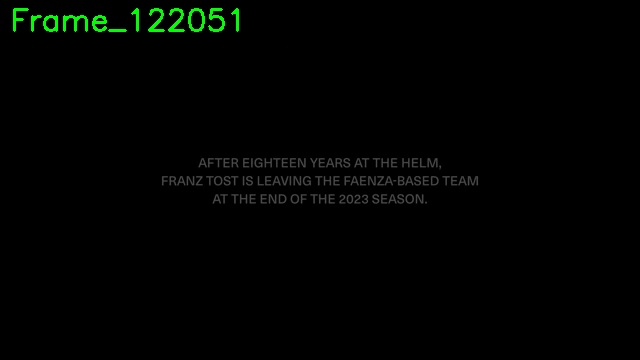 Frame_122051
AFTER EIGHTEEN YEARS AT THE HELM,
FRANZ TOST IS LEAVING THE FAENZA-BASED TEAM
AT THE END OF THE 2023 SEASON.